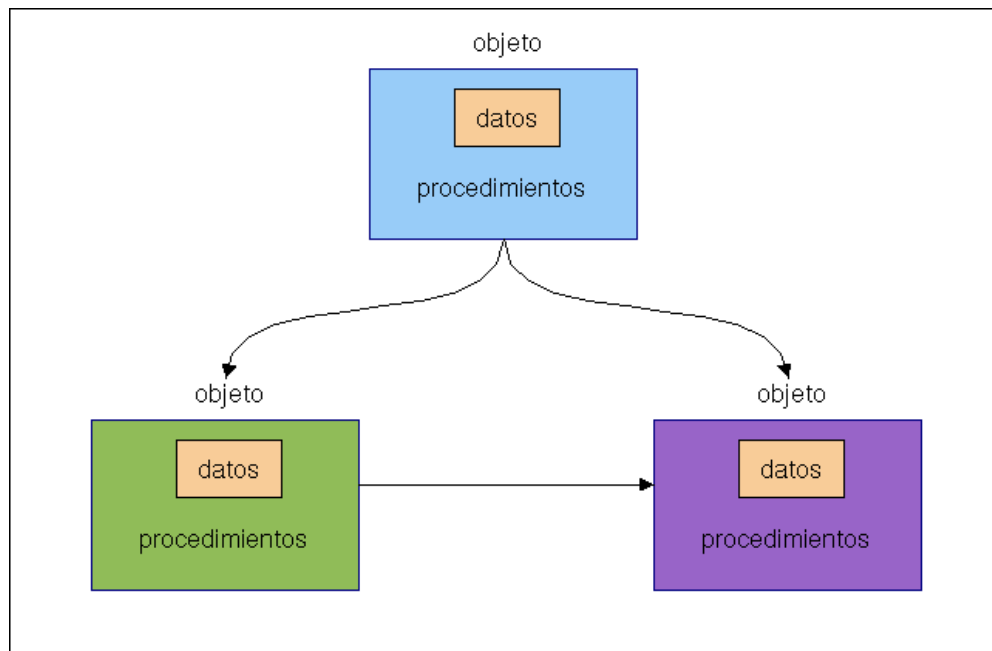 objeto
datos
procedimientos
objeto
datos
procedimientos
objeto
datos
procedimientos